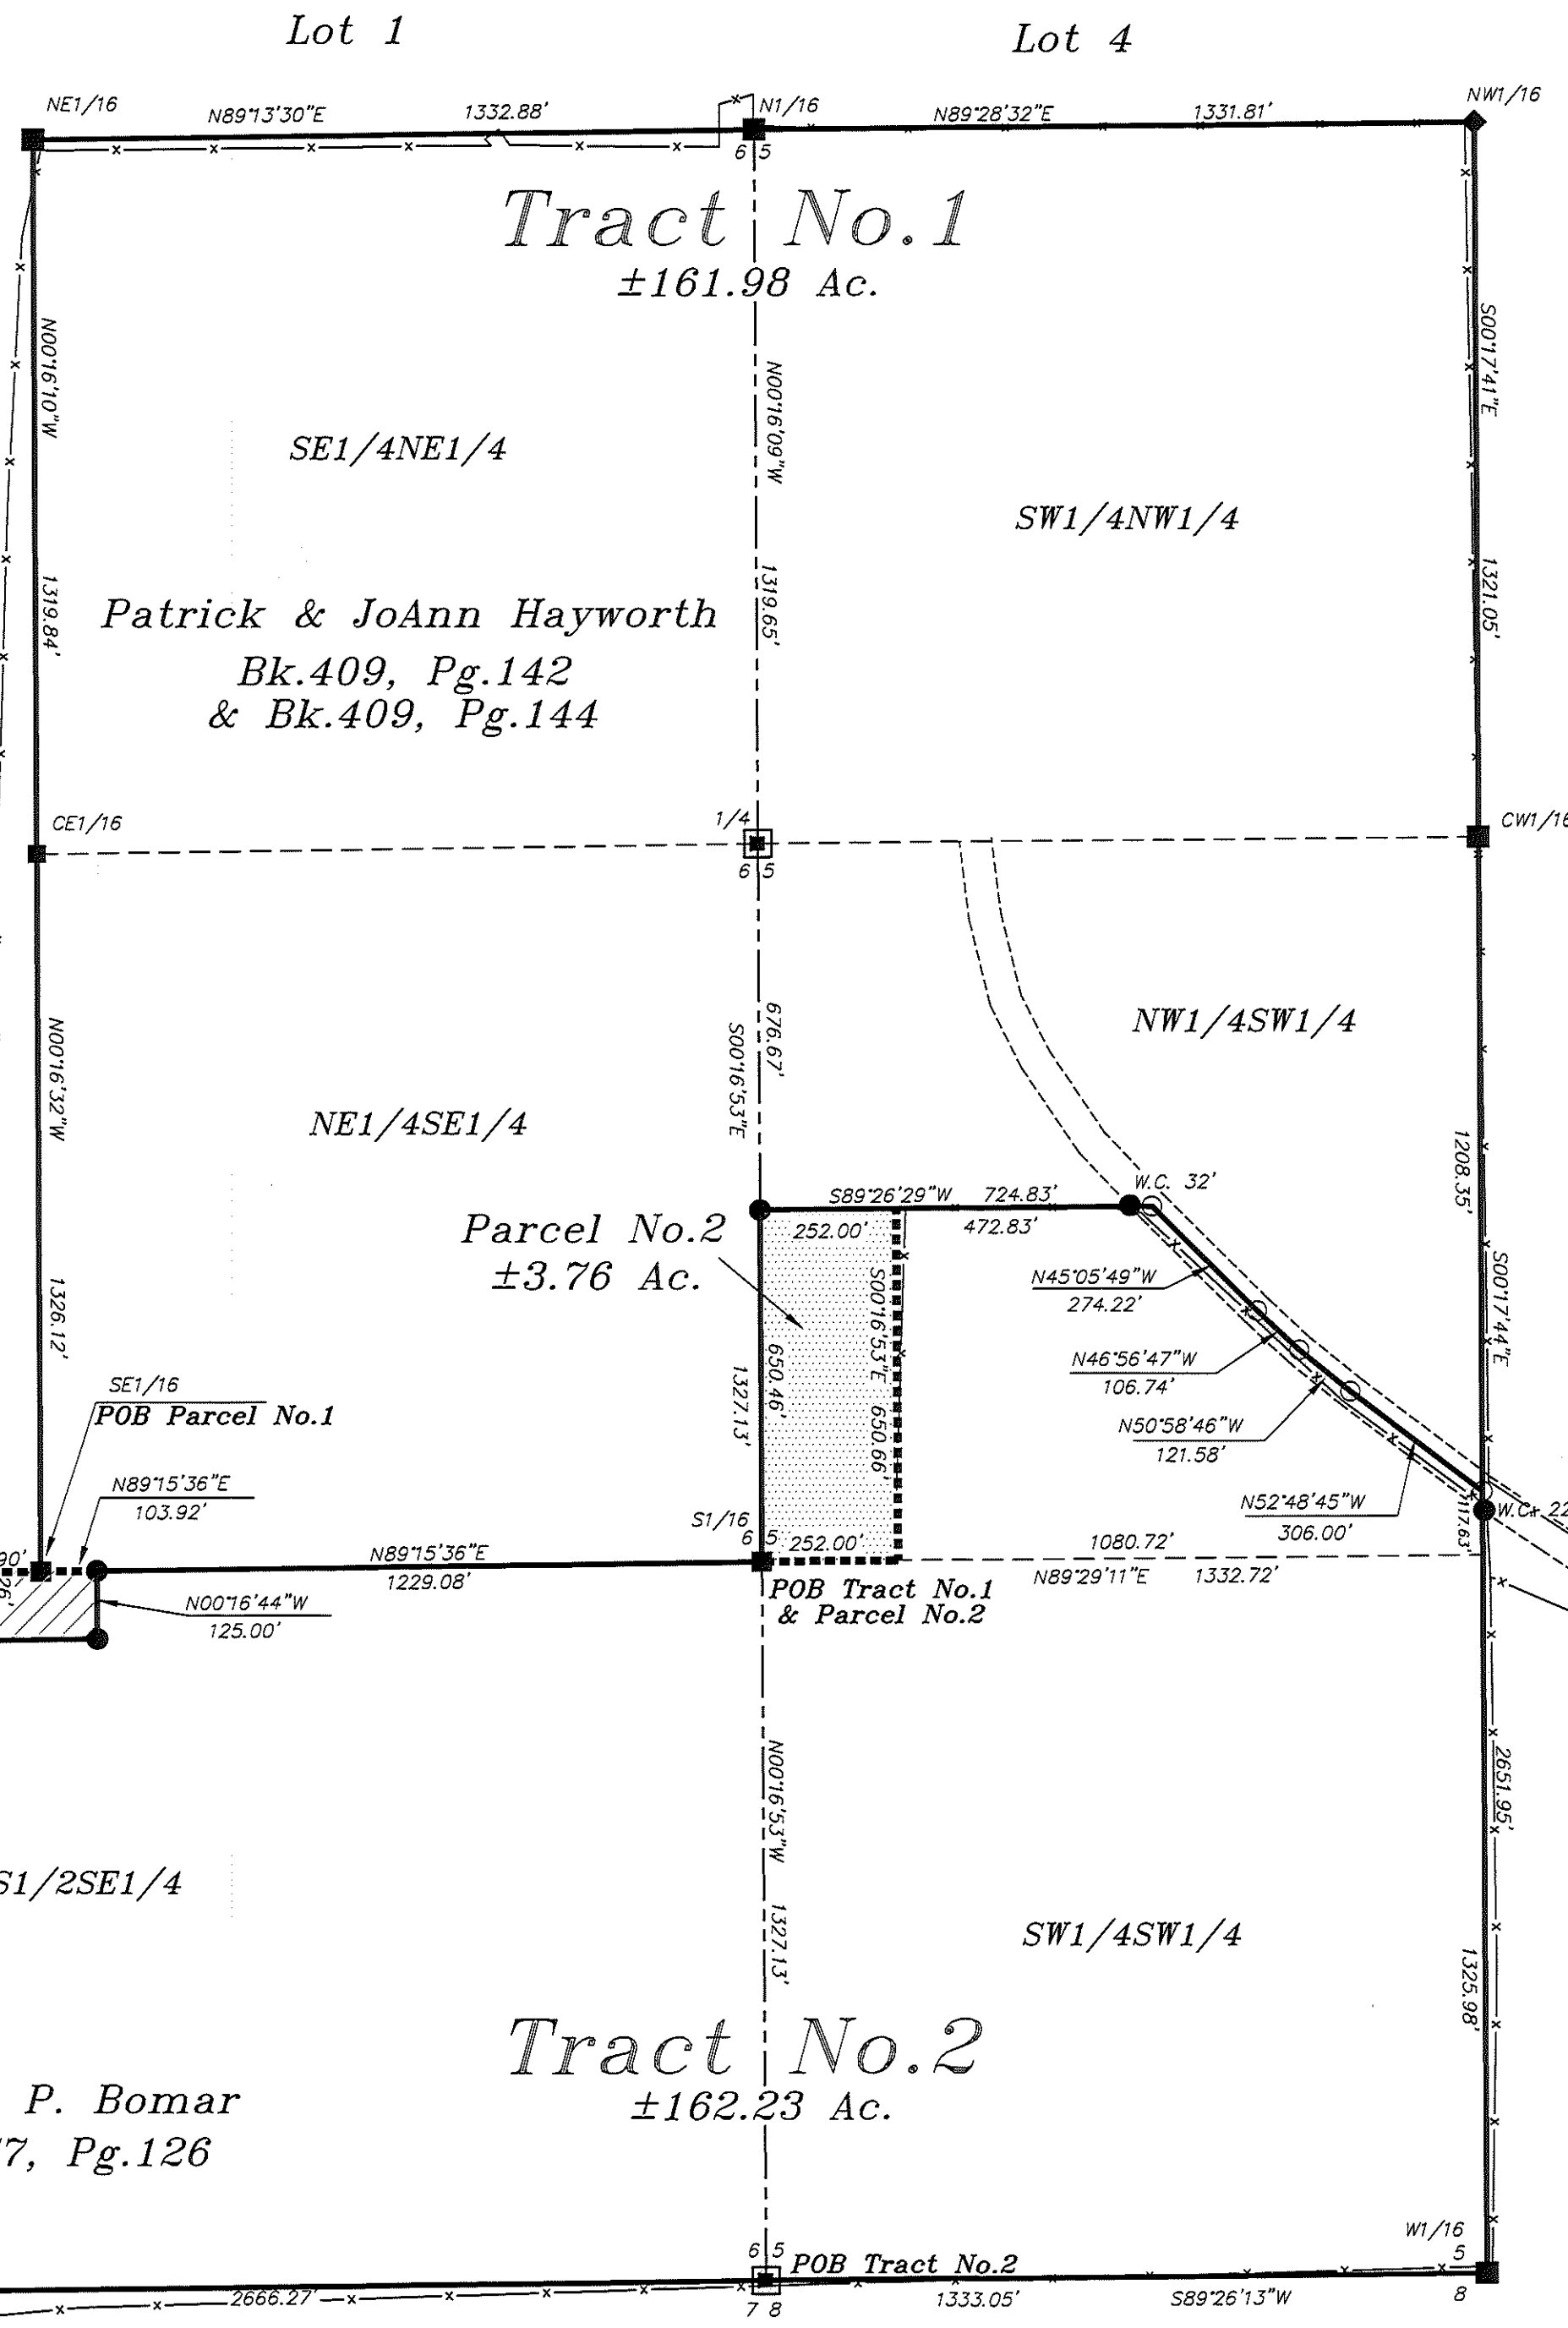 Lot 1
Lot 4
NE1/16
N89°13'30"E
1332.88'
N1/16
N89°28'32"E
1331.81'
NW1/16
6 5
Tract No.1
±161.98 Ac.
N00°16'10"W
1319.84'
N00°16'09"W
1319.65'
S00°17'41"E
1321.05'
SE1/4NE1/4
SW1/4NW1/4
Patrick & JoAnn Hayworth
Bk.409, Pg.142
& Bk.409, Pg.144
CE1/16
1/4
6 5
CW1/16
N00°16'32"W
1326.12'
676.67'
S00°16'53"E
NW1/4SW1/4
NE1/4SE1/4
1208.35'
S00°17'44"E
W.C. 32'
S89°26'29"W
724.83'
252.00'
472.83'
Parcel No.2
±3.76 Ac.
N45°05'49"W
274.22'
N46°56'47"W
106.74'
N50°58'46"W
121.58'
N52°48'45"W
306.00'
650.46'
1327.13'
S00°16'53"E
650.66'
SE1/16
POB Parcel No.1
N89°15'36"E
103.92'
W.C. 22
117.63'
S1/16
6 5
252.00'
N89°15'36"E
1229.08'
1080.72'
N89°29'11"E
1332.72'
90'
26'
POB Tract No.1
& Parcel No.2
N00°16'44"W
125.00'
N00°16'53"W
1327.13'
2651.95'
S1/2SE1/4
SW1/4SW1/4
1325.98'
Tract No.2
±162.23 Ac.
P. Bomar
7, Pg.126
W1/16
6 5
POB Tract No.2
5
2666.27'
7 8
1333.05'
S89°26'13"W
8